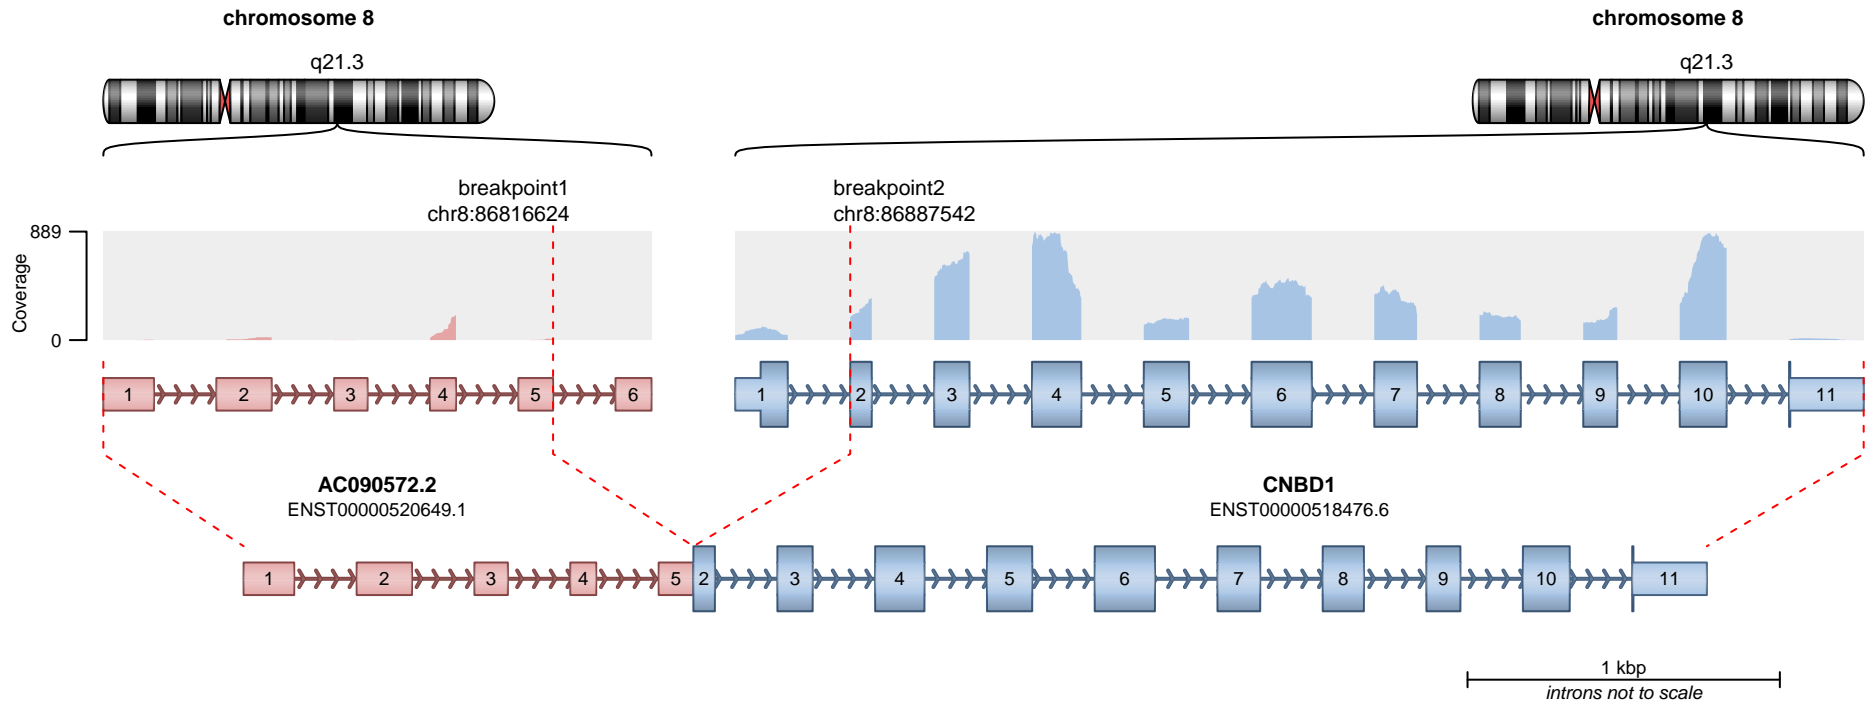 chromosome 8
chromosome 8
q21.3
q21.3
breakpoint1
chr8:86816624
breakpoint2
chr8:86887542
889
Coverage
0
1 2 3 4 5 6
1 2 3 4 5 6 7 8 9 10 11
AC090572.2
ENST00000520649.1
CNBD1
ENST00000518476.6
1 2 3 4 5 2 3 4 5 6 7 8 9 10 11
1 kbp
introns not to scale